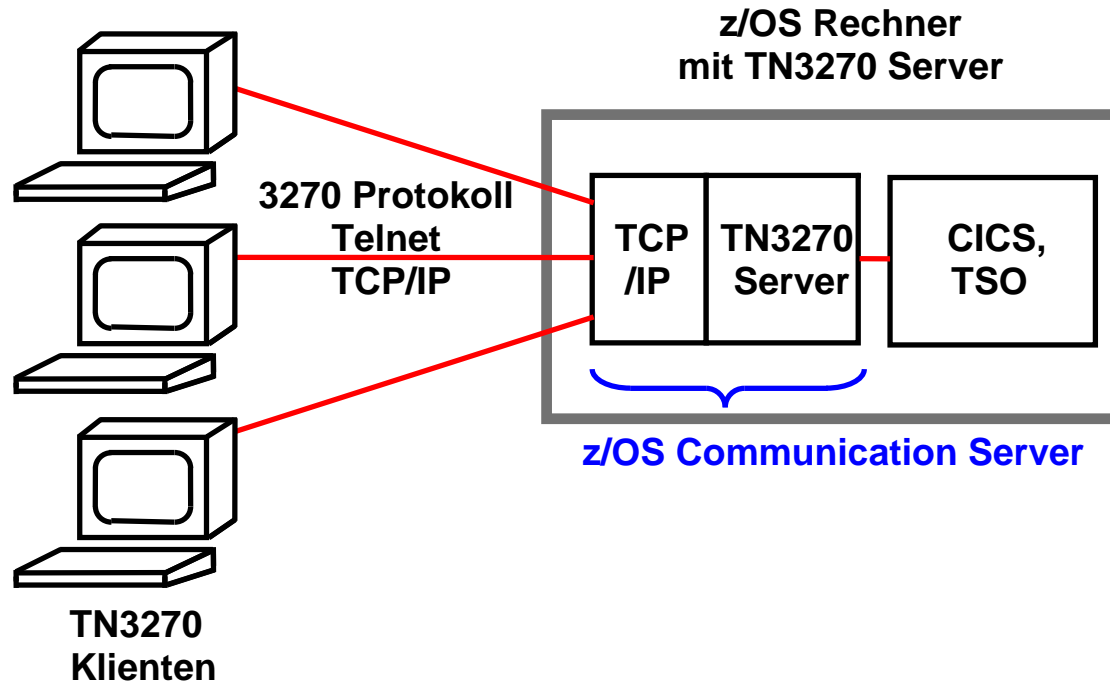 z/OS Rechner
mit TN3270 Server
3270 Protokoll
Telnet
TCP/IP
TCP
/IP
TN3270
Server
CICS,
TSO
z/OS Communication Server
TN3270
Klienten